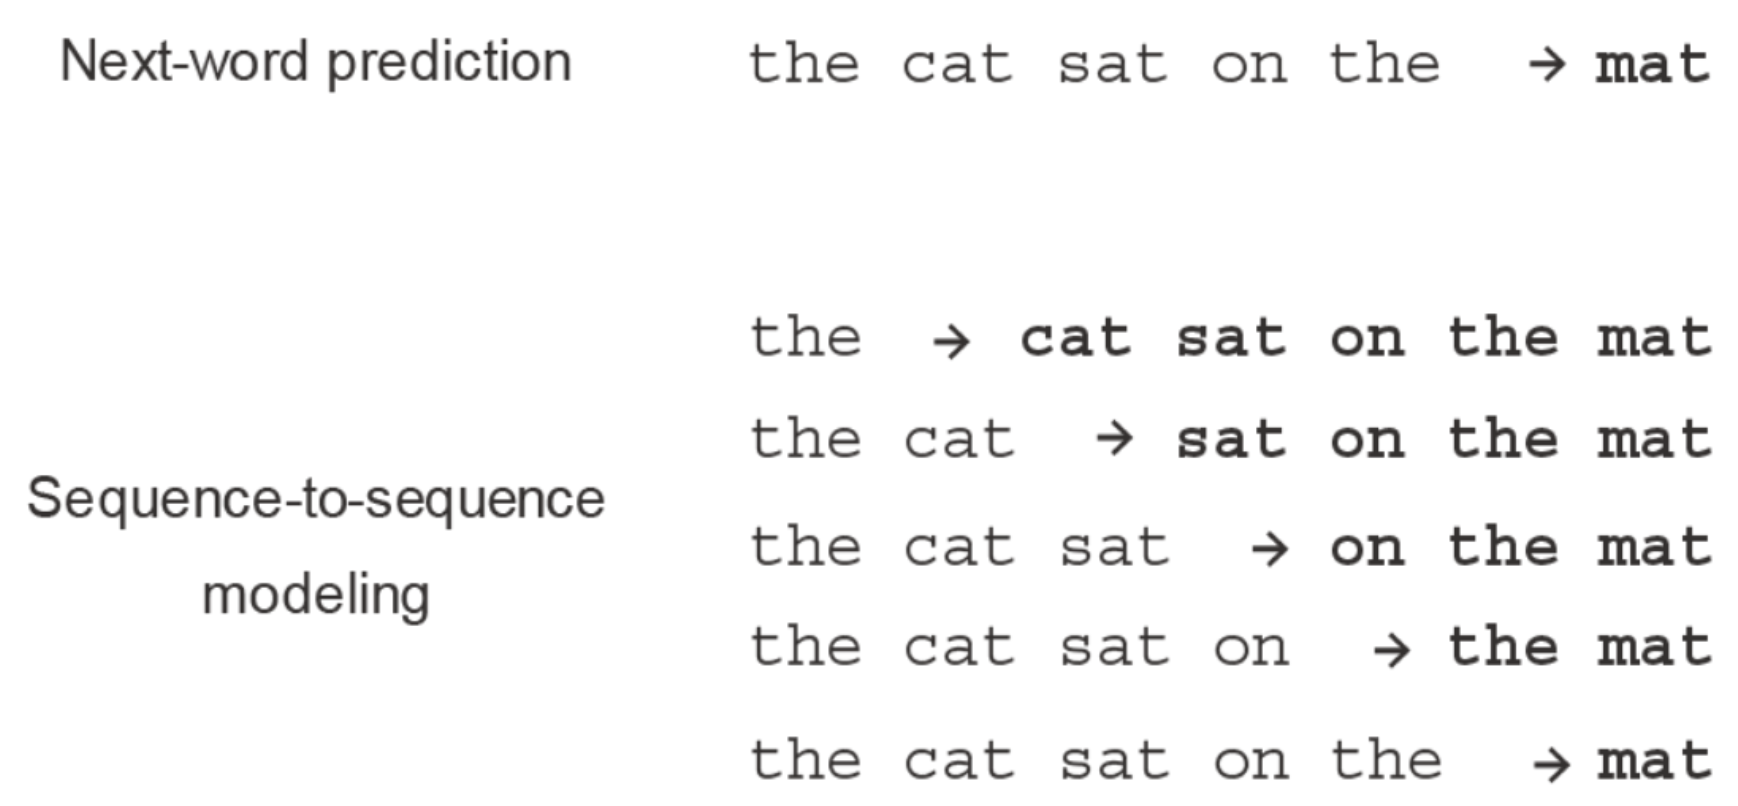 Next-word prediction
the cat sat on the → mat
the → cat sat on the mat
the cat → sat on the mat
Sequence-to-sequence
modeling
the cat sat → on the mat
the cat sat on → the mat
the cat sat on the → mat